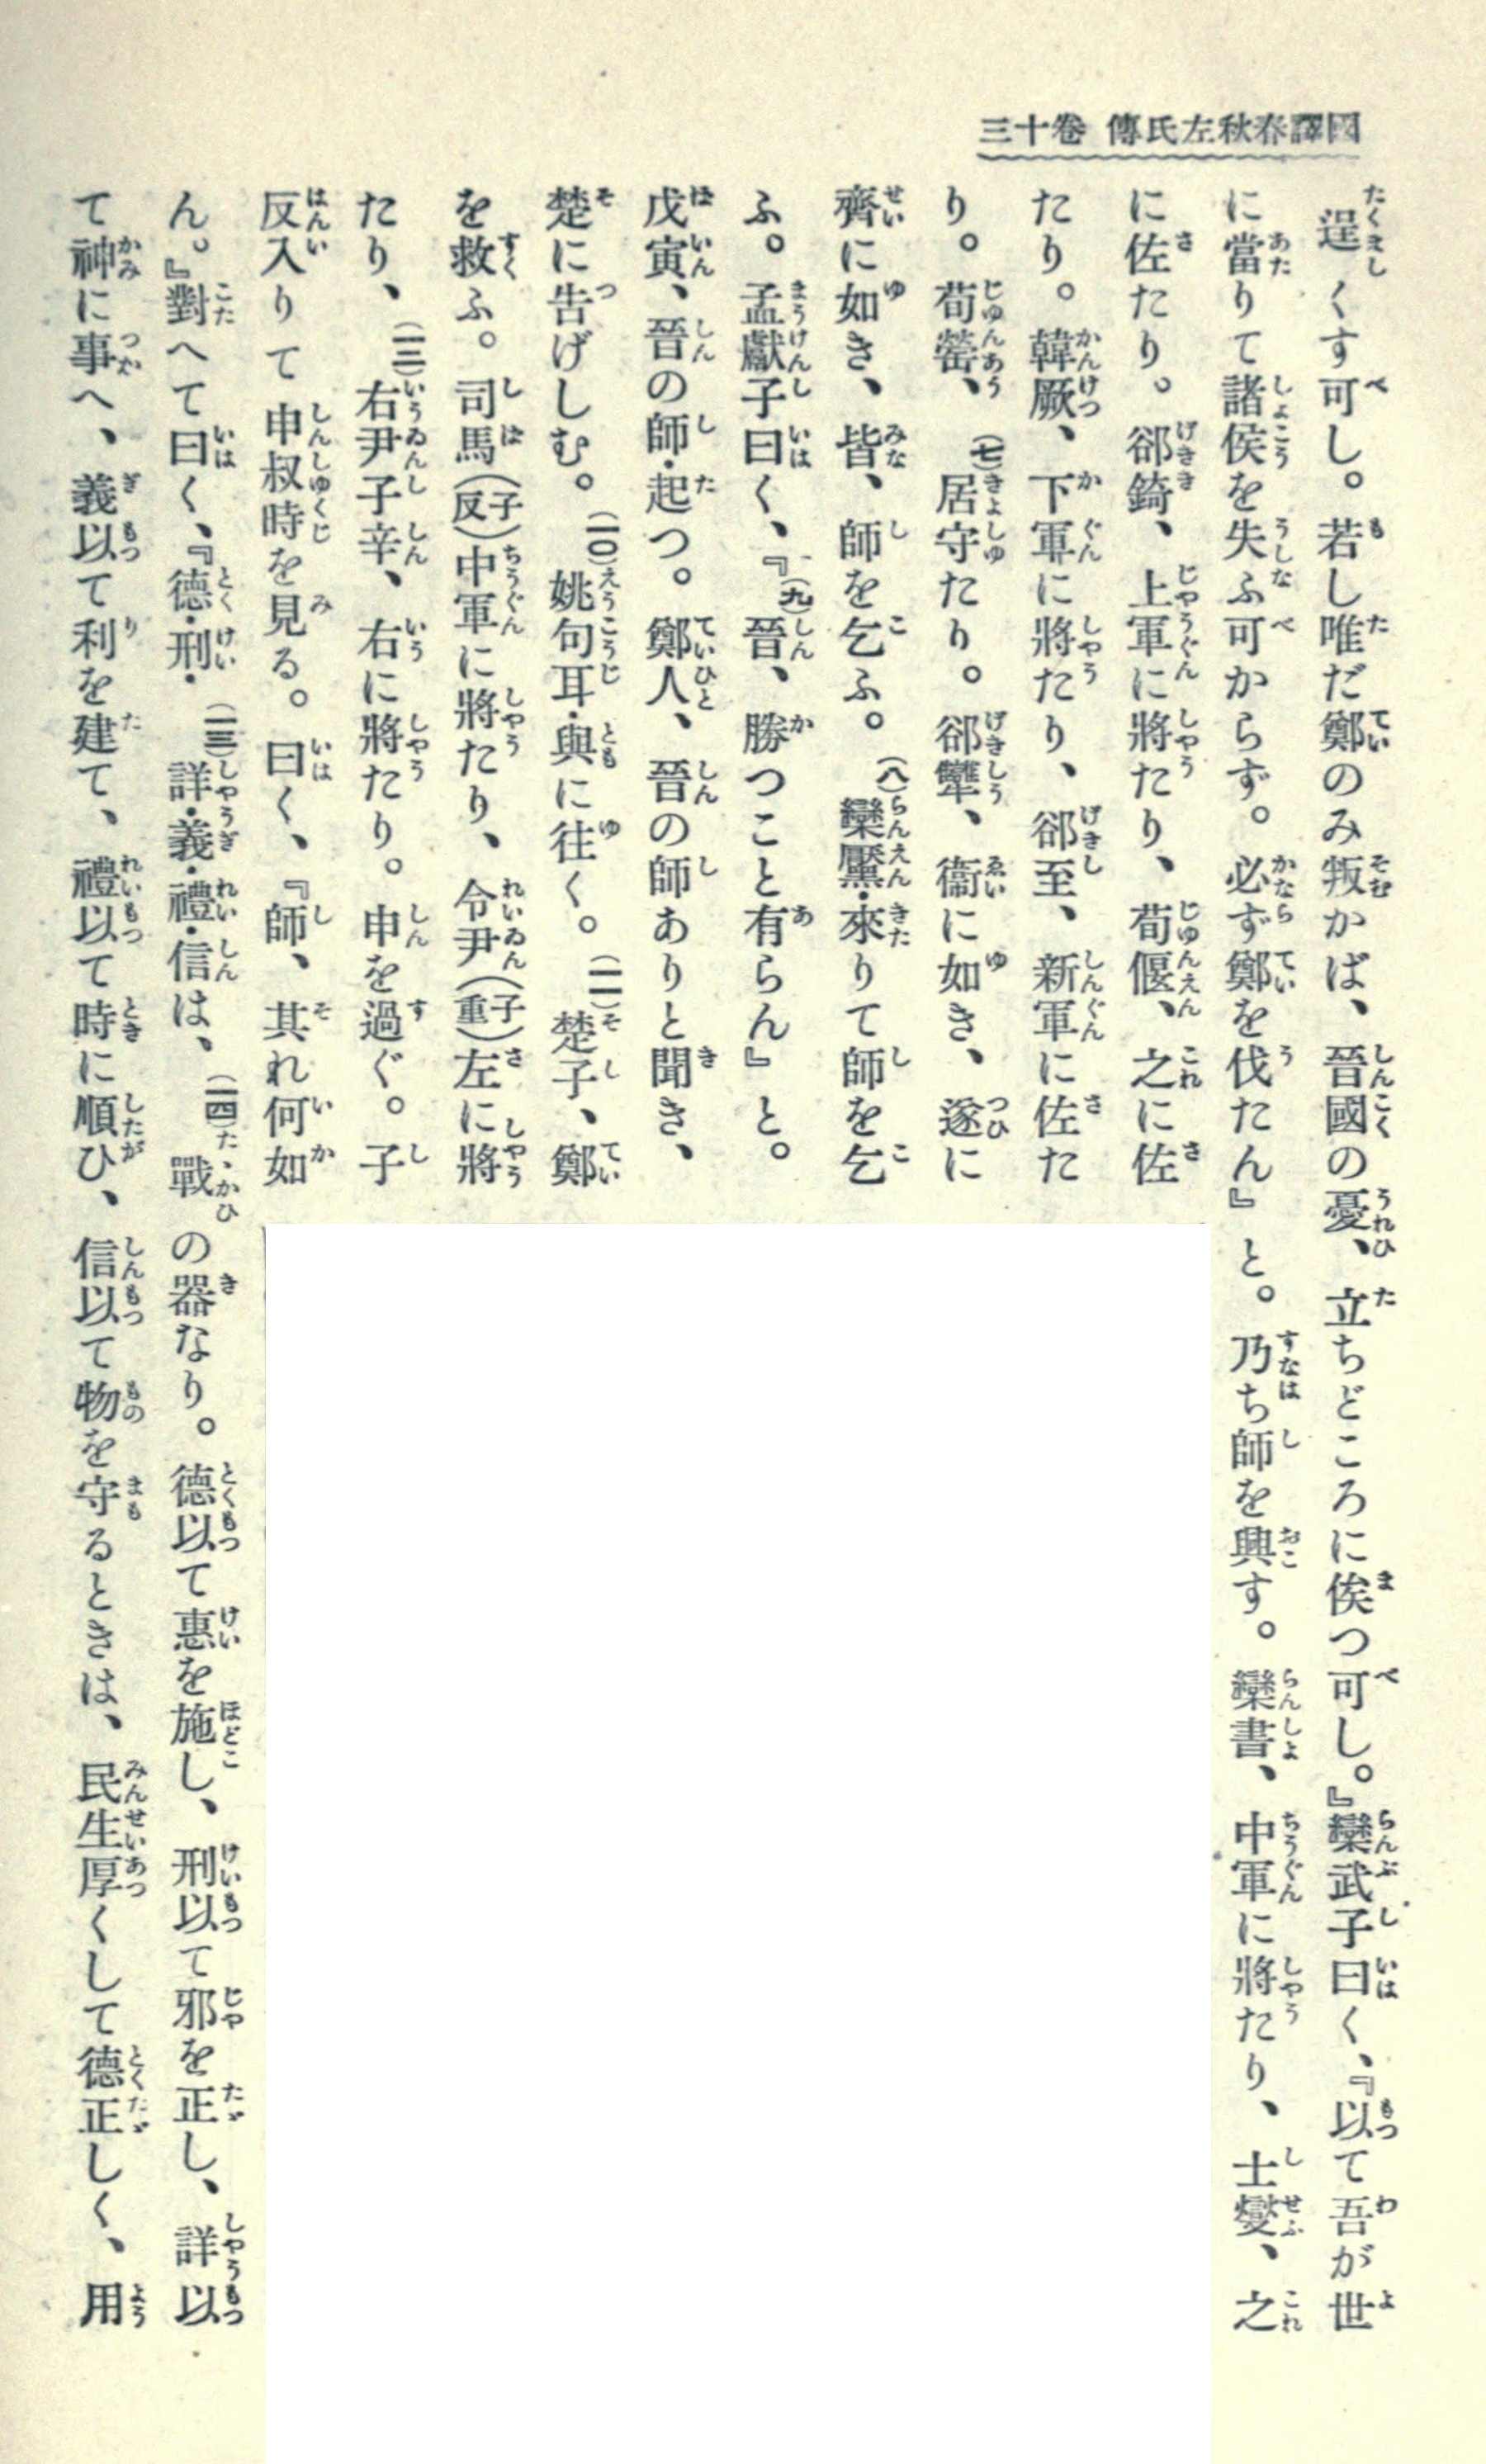 國譯春秋左氏傳 卷十三
逞くす可し。若し唯だ鄭のみ叛かば、晉國の憂、立ちどころに俟つ可し。』欒武子曰く、『以て吾が世
に當りて諸侯を失ふ可からず。必ず鄭を伐たん』と。乃ち師を興す。欒書、中軍に將たり、士燮、之
に佐たり。郤錡、上軍に將たり、荀偃、之に佐
たり。韓厥、下軍に將たり、郤至、新軍に佐た
り。荀罃、(七)居守たり。郤犨、衞に如き、遂に
齊に如き、皆、師を乞ふ。(八)欒黶・來りて師を乞
ふ。孟獻子曰く、『(九)晉、勝つこと有らん』と。
戊寅、晉の師・起つ。鄭人、晉の師ありと聞き、
楚に告げしむ。(一〇)姚句耳・與に往く。(一一)楚子、鄭
を救ふ。司馬(子反)中軍に將たり、令尹(子重)左に將
たり、(一二)右尹子辛、右に將たり。申を過ぐ。子
反入りて申叔時を見る。曰く、『師、其れ何如
ん。』對へて曰く、『德・刑・(一三)詳・義・禮・信は、(一四)戰の器なり。德以て惠を施し、刑以て邪を正し、詳以
て神に事へ、義以て利を建て、禮以て時に順ひ、信以て物を守るときは、民生厚くして德正しく、用